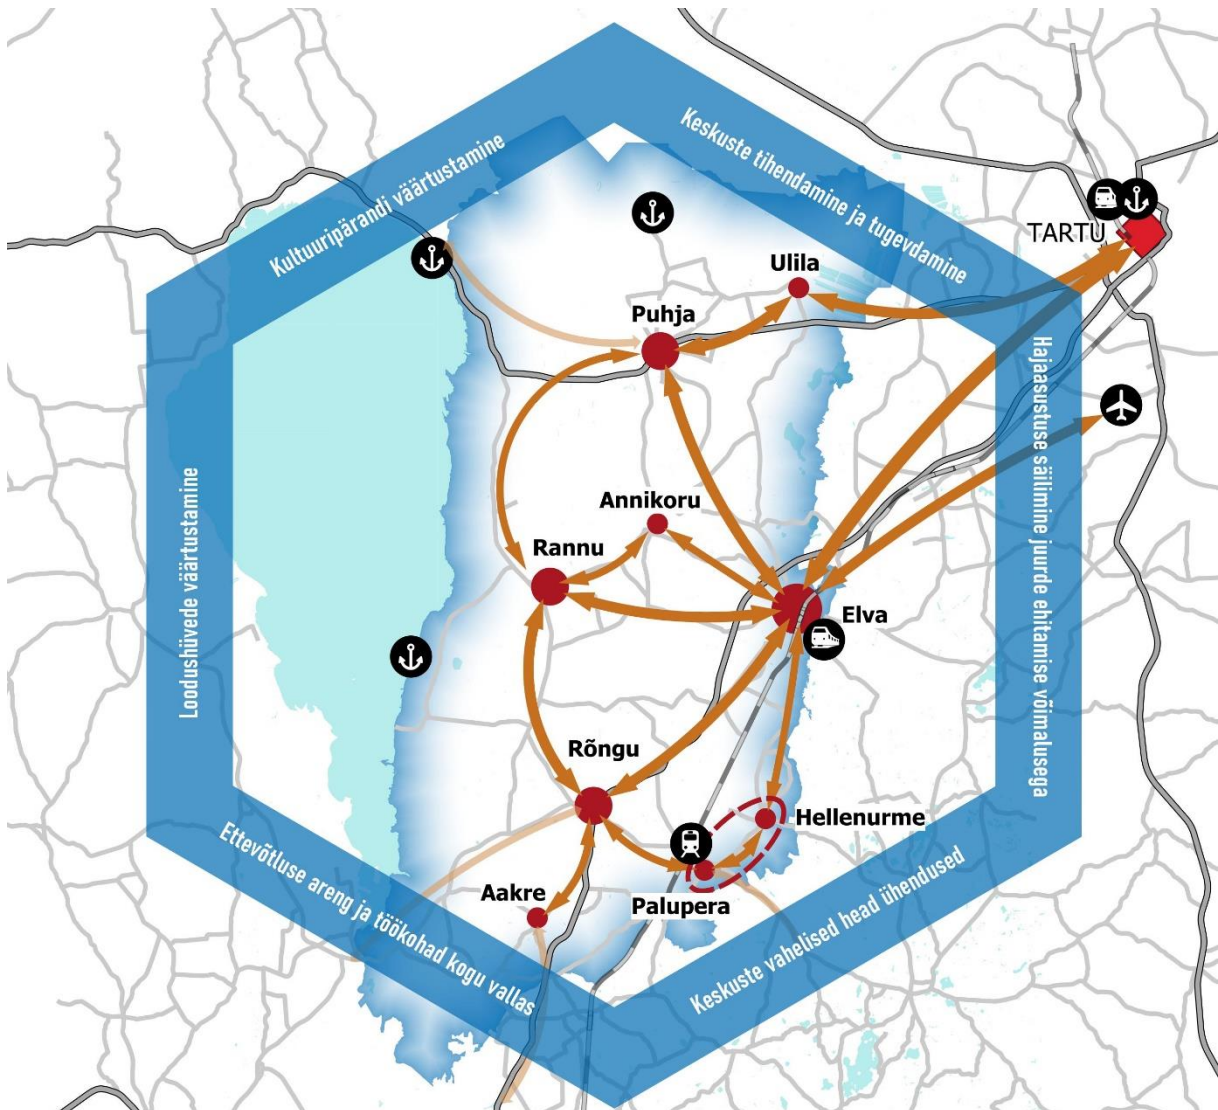 Kultuuripärandi väärtustamine
Keskuste tihendamine ja tugevdamine
TARTU
Ulila
Puhja
Hajaasustuse säilimine juurde ehitamise võimalusega
Loodushüvede väärtustamine
Annikoru
Rannu
Elva
Rõngu
Hellenurme
Aakre
Palupera
Ettevõtluse areng ja töökohad kogu vallas
Keskuste vahelised head ühendused